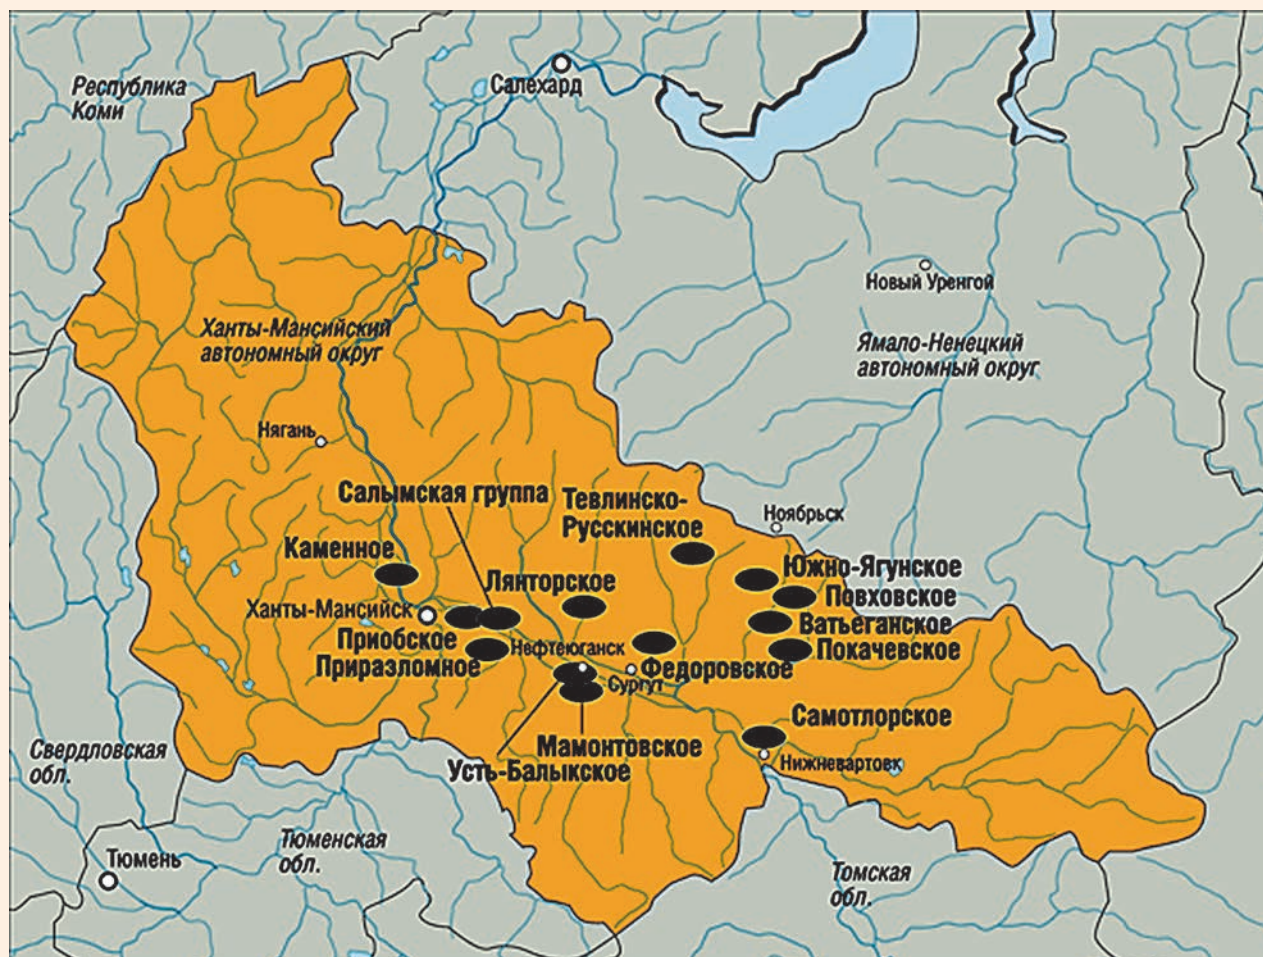 Республика
Коми
Салехард
Новый Уренгой
Ханты-Мансийский
автономный округ
Ямало-Ненецкий
автономный округ
Нягань
Салымская группа
Тевлинско-
Русскинское
Ноябрьск
Каменное
Южно-Ягунское
Лянторское
Повховское
Ханты-Мансийск
Ватьеганское
Приобское
Нефтеюганск
Покачевское
Приразломное
Федоровское
Сургут
Самотлорское
Мамонтовское
Свердловская
обл.
Усть-Балыкское
Нижневартовк
Тюменская
обл.
Тюмень
Томская
обл.